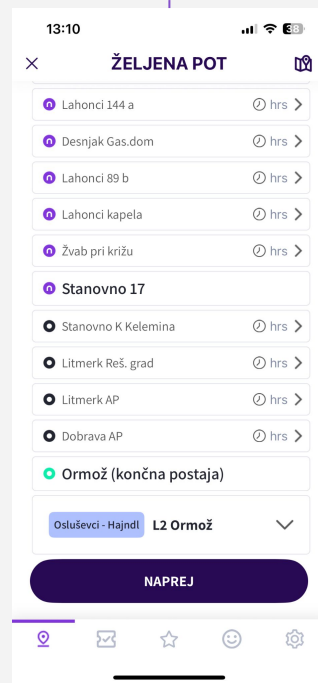 13:10
38
ŽELJENA POT
Lahonci 144 a hrs
Desnjak Gas.dom hrs
Lahonci 89 b hrs
Lahonci kapela hrs
Žvab pri križu hrs
Stanovno 17
Stanovno K Kelemina hrs
Litmerk Reš. grad hrs
Litmerk AP hrs
Dobrava AP hrs
Ormož (končna postaja)
Osluševci - Hajndl L2 Ormož
NAPREJ